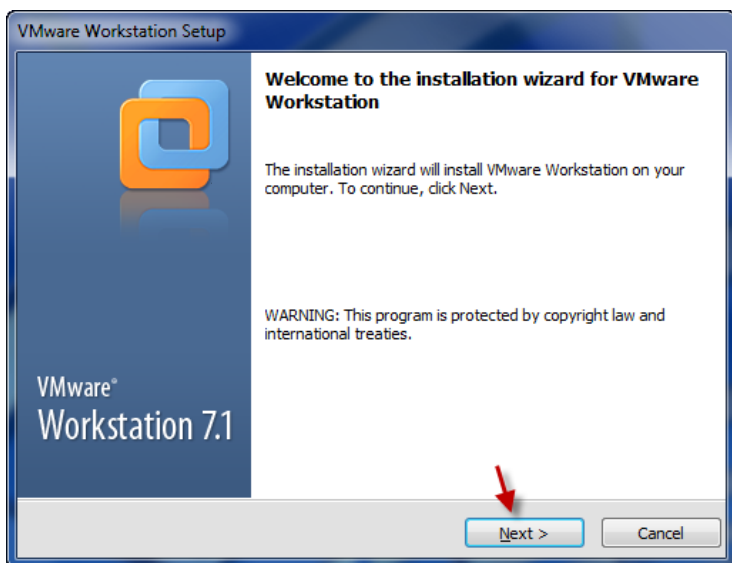 VMware Workstation Setup
Welcome to the installation wizard for VMware
Workstation
The installation wizard will install VMware Workstation on your
computer. To continue, click Next.
WARNING: This program is protected by copyright law and
international treaties.
VMware®
Workstation 7.1
Next >
Cancel